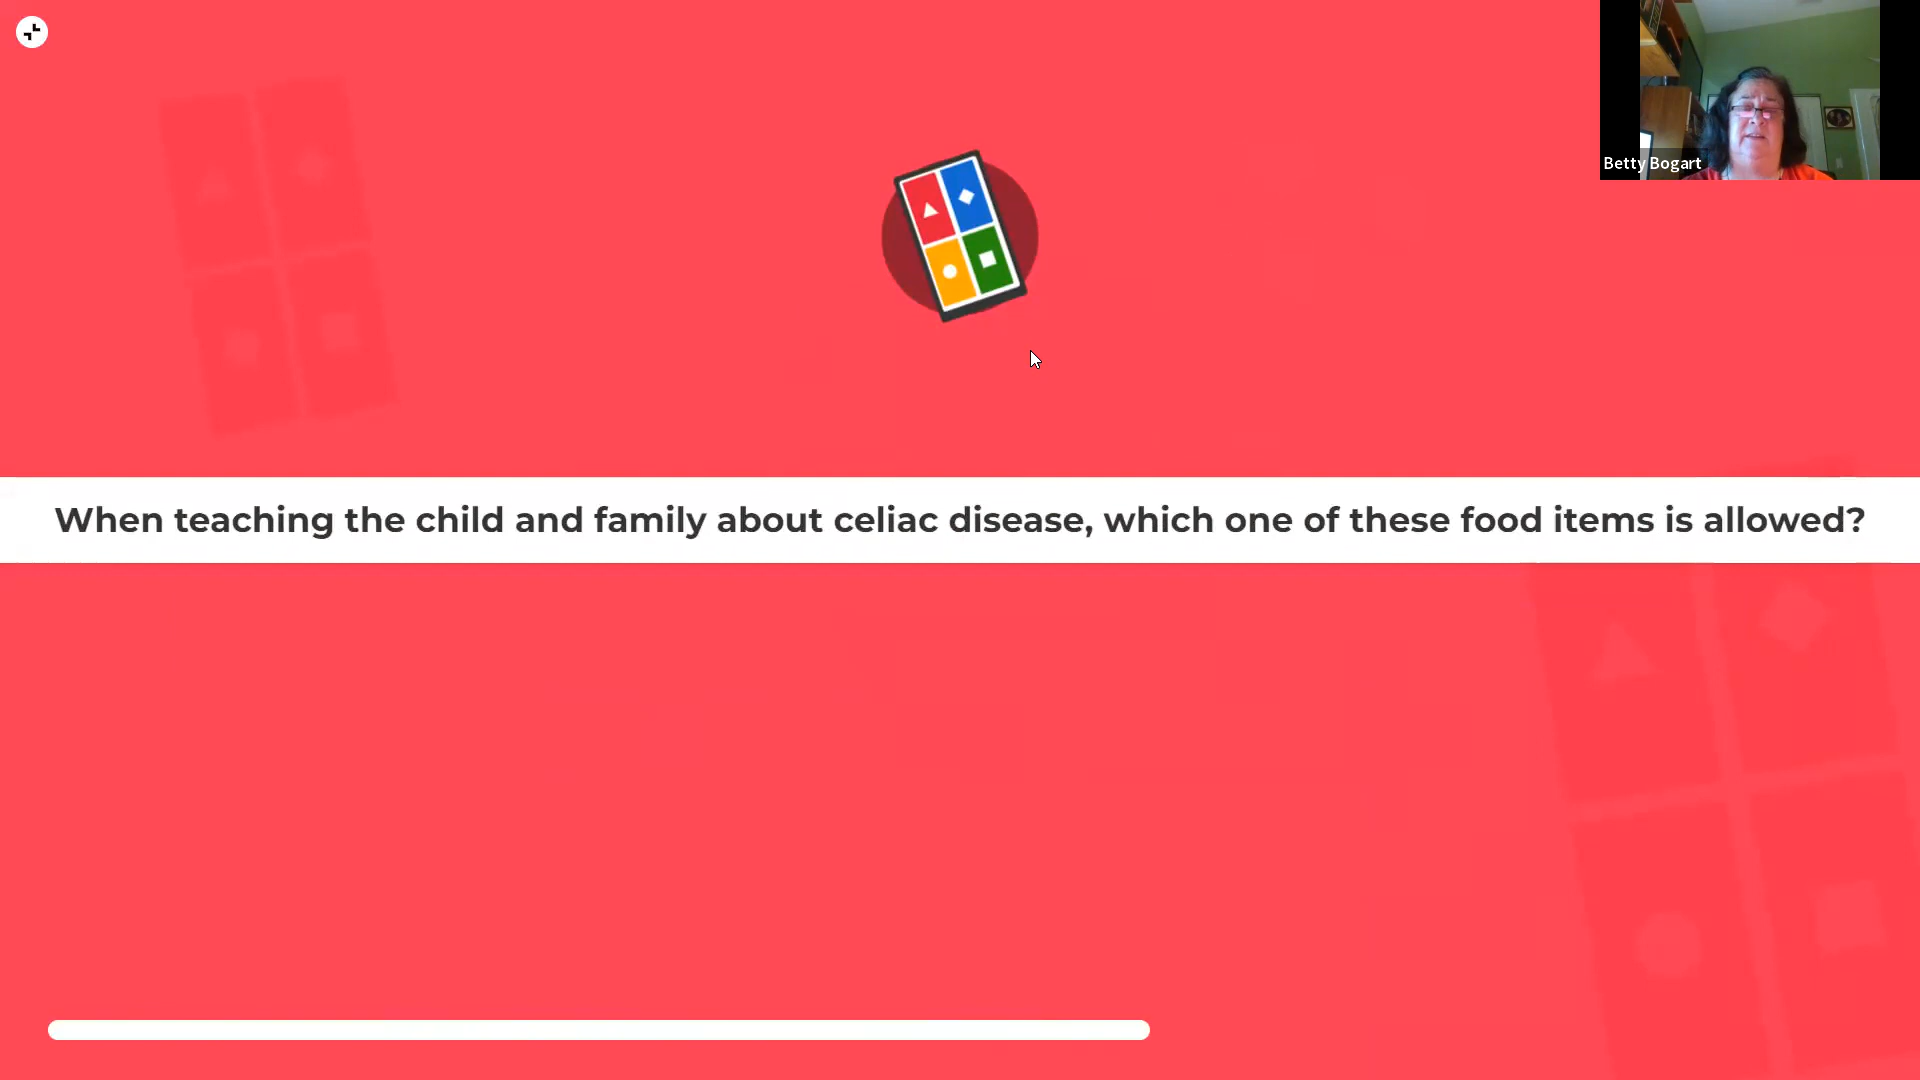 Betty Bogart
When teaching the child and family about celiac disease, which one of these food items is allowed?